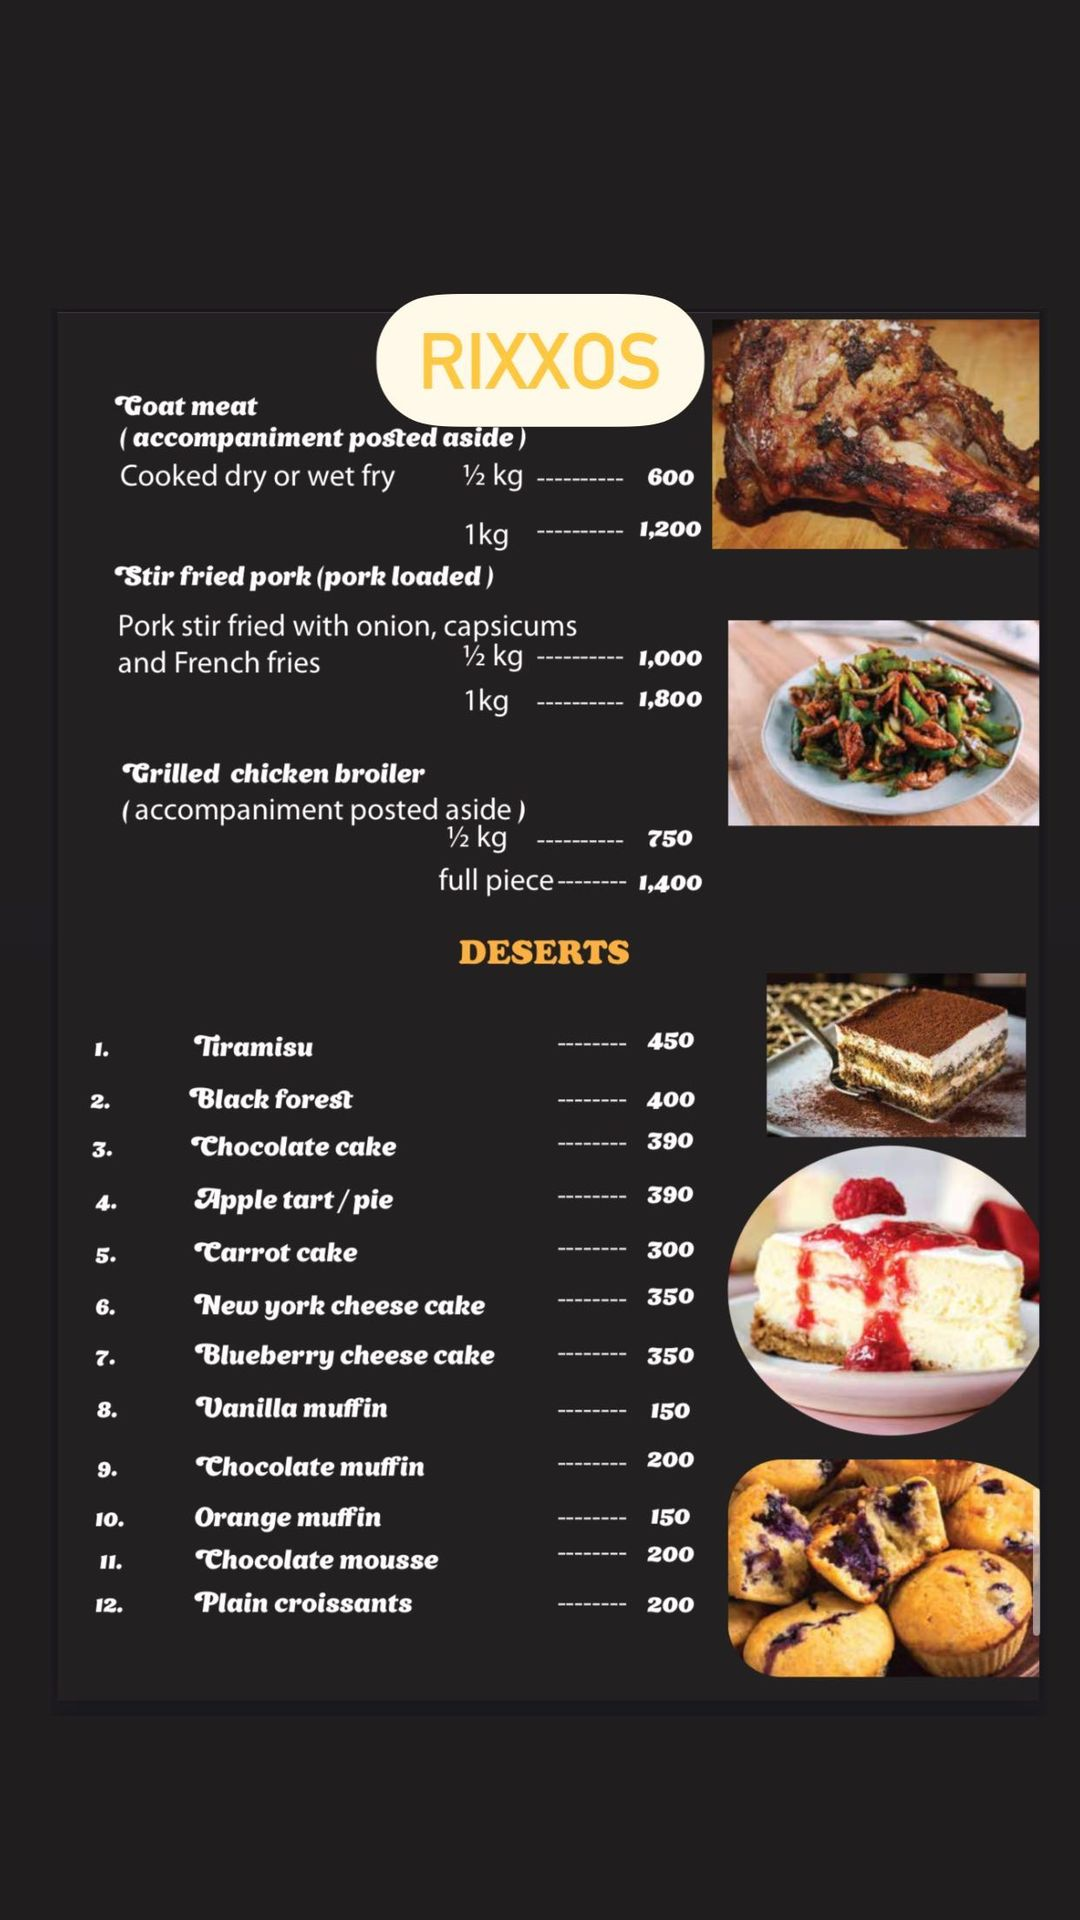 RIXXOS
Goat meat
( accompaniment posted aside )
Cooked dry or wet fry ½ kg ---------- 600
1kg ---------- 1,200
Stir fried pork (pork loaded )
Pork stir fried with onion, capsicums
and French fries ½ kg ---------- 1,000
1kg ---------- 1,800
Grilled chicken broiler
( accompaniment posted aside )
½ kg ---------- 750
full piece -------- 1,400
DESERTS
1. Tiramisu -------- 450
2. Black forest -------- 400
3. Chocolate cake -------- 390
4. Apple tart / pie -------- 390
5. Carrot cake -------- 300
6. New york cheese cake -------- 350
7. Blueberry cheese cake -------- 350
8. Vanilla muffin -------- 150
9. Chocolate muffin -------- 200
10. Orange muffin -------- 150
11. Chocolate mousse -------- 200
12. Plain croissants -------- 200